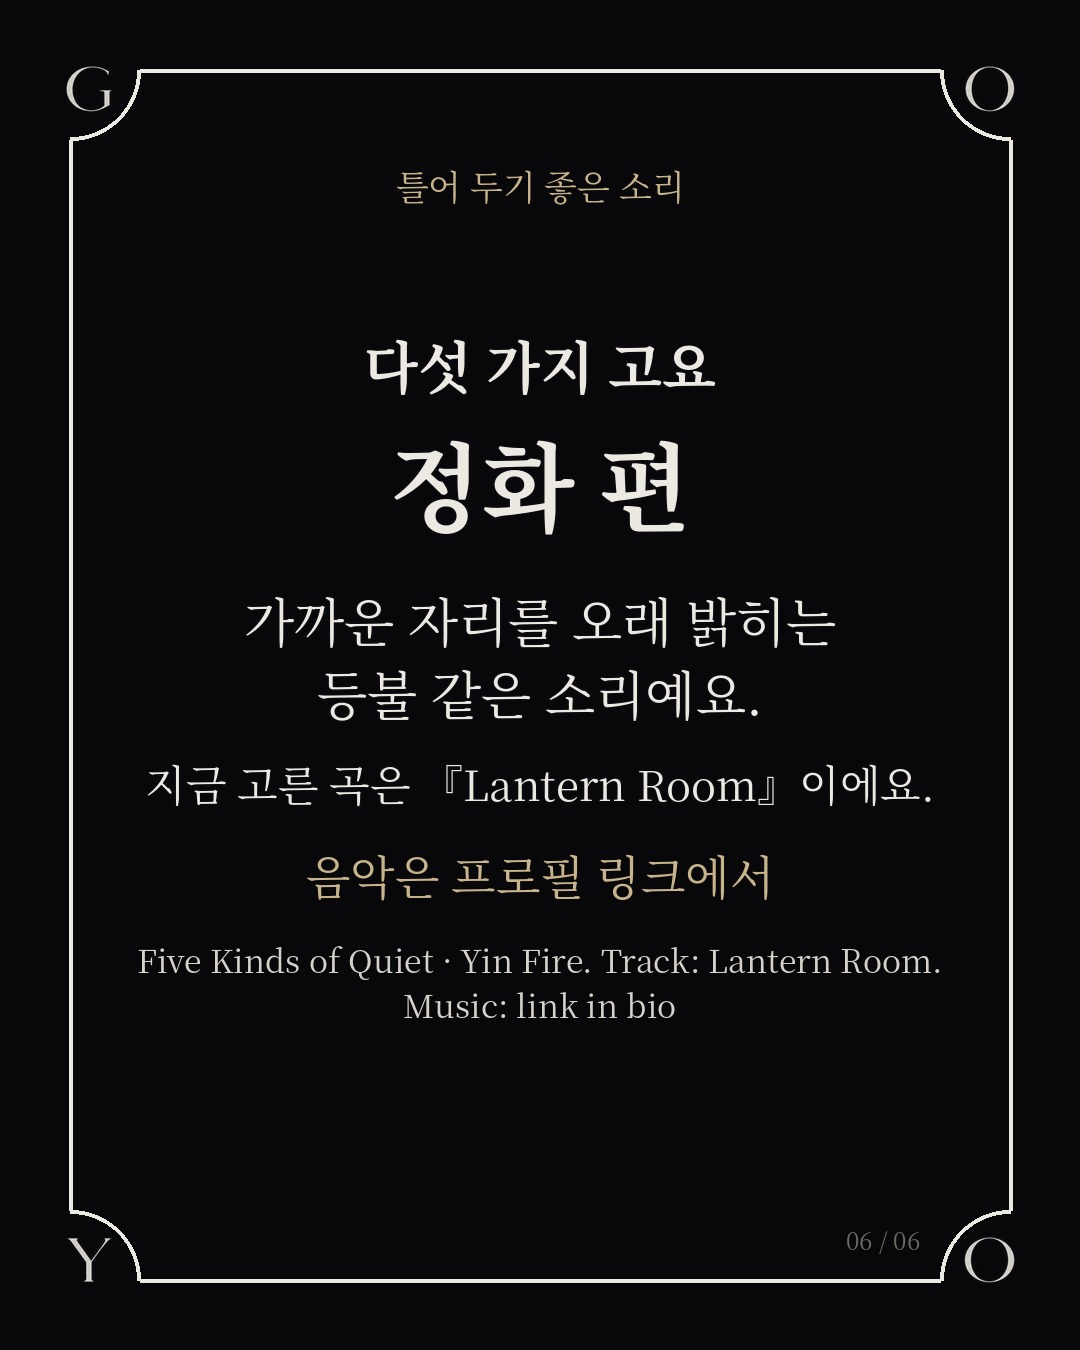 G O
틀어 두기 좋은 소리
다섯 가지 고요
정화 편
가까운 자리를 오래 밝히는
등불 같은 소리예요.
지금 고른 곡은 『Lantern Room』이에요.
음악은 프로필 링크에서
Five Kinds of Quiet · Yin Fire. Track: Lantern Room.
Music: link in bio
06 / 06
Y O